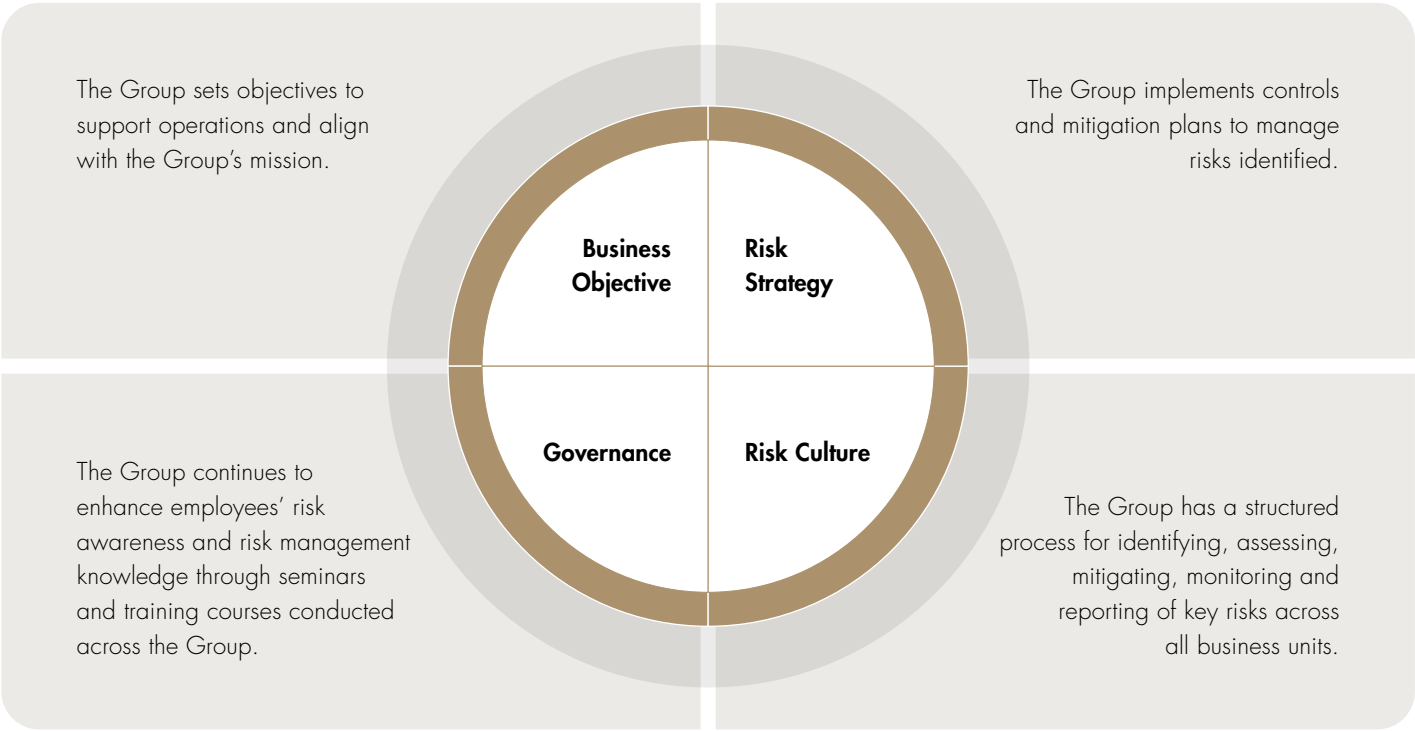 The Group sets objectives to
support operations and align
with the Group’s mission.
The Group implements controls
and mitigation plans to manage
risks identified.
Business
Objective
Risk
Strategy
Governance
Risk Culture
The Group continues to
enhance employees’ risk
awareness and risk management
knowledge through seminars
and training courses conducted
across the Group.
The Group has a structured
process for identifying, assessing,
mitigating, monitoring and
reporting of key risks across
all business units.